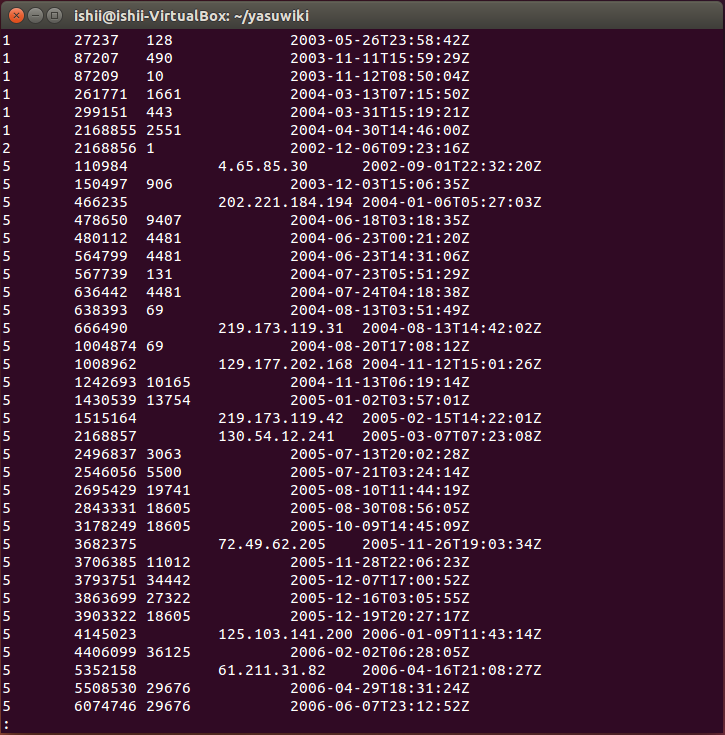 ishii@ishii-VirtualBox: ~/yasuwiki
1 27237 128 2003-05-26T23:58:42Z
1 87207 490 2003-11-11T15:59:29Z
1 87209 10 2003-11-12T08:50:04Z
1 261771 1661 2004-03-13T07:15:50Z
1 299151 443 2004-03-31T15:19:21Z
1 2168855 2551 2004-04-30T14:46:00Z
2 2168856 1 2002-12-06T09:23:16Z
5 110984 4.65.85.30 2002-09-01T22:32:20Z
5 150497 906 2003-12-03T15:06:35Z
5 466235 202.221.184.194 2004-01-06T05:27:03Z
5 478650 9407 2004-06-18T03:18:35Z
5 480112 4481 2004-06-23T00:21:20Z
5 564799 4481 2004-06-23T14:31:06Z
5 567739 131 2004-07-23T05:51:29Z
5 636442 4481 2004-07-24T04:18:38Z
5 638393 69 2004-08-13T03:51:49Z
5 666490 219.173.119.31 2004-08-13T14:42:02Z
5 1004874 69 2004-08-20T17:08:12Z
5 1008962 129.177.202.168 2004-11-12T15:01:26Z
5 1242693 10165 2004-11-13T06:19:14Z
5 1430539 13754 2005-01-02T03:57:01Z
5 1515164 219.173.119.42 2005-02-15T14:22:01Z
5 2168857 130.54.12.241 2005-03-07T07:23:08Z
5 2496837 3063 2005-07-13T20:02:28Z
5 2546056 5500 2005-07-21T03:24:14Z
5 2695429 19741 2005-08-10T11:44:19Z
5 2843331 18605 2005-08-30T08:56:05Z
5 3178249 18605 2005-10-09T14:45:09Z
5 3682375 72.49.62.205 2005-11-26T19:03:34Z
5 3706385 11012 2005-11-28T22:06:23Z
5 3793751 34442 2005-12-07T17:00:52Z
5 3863699 27322 2005-12-16T03:05:55Z
5 3903322 18605 2005-12-19T20:27:17Z
5 4145023 125.103.141.200 2006-01-09T11:43:14Z
5 4406099 36125 2006-02-02T06:28:05Z
5 5352158 61.211.31.82 2006-04-16T21:08:27Z
5 5508530 29676 2006-04-29T18:31:24Z
5 6074746 29676 2006-06-07T23:12:52Z
: